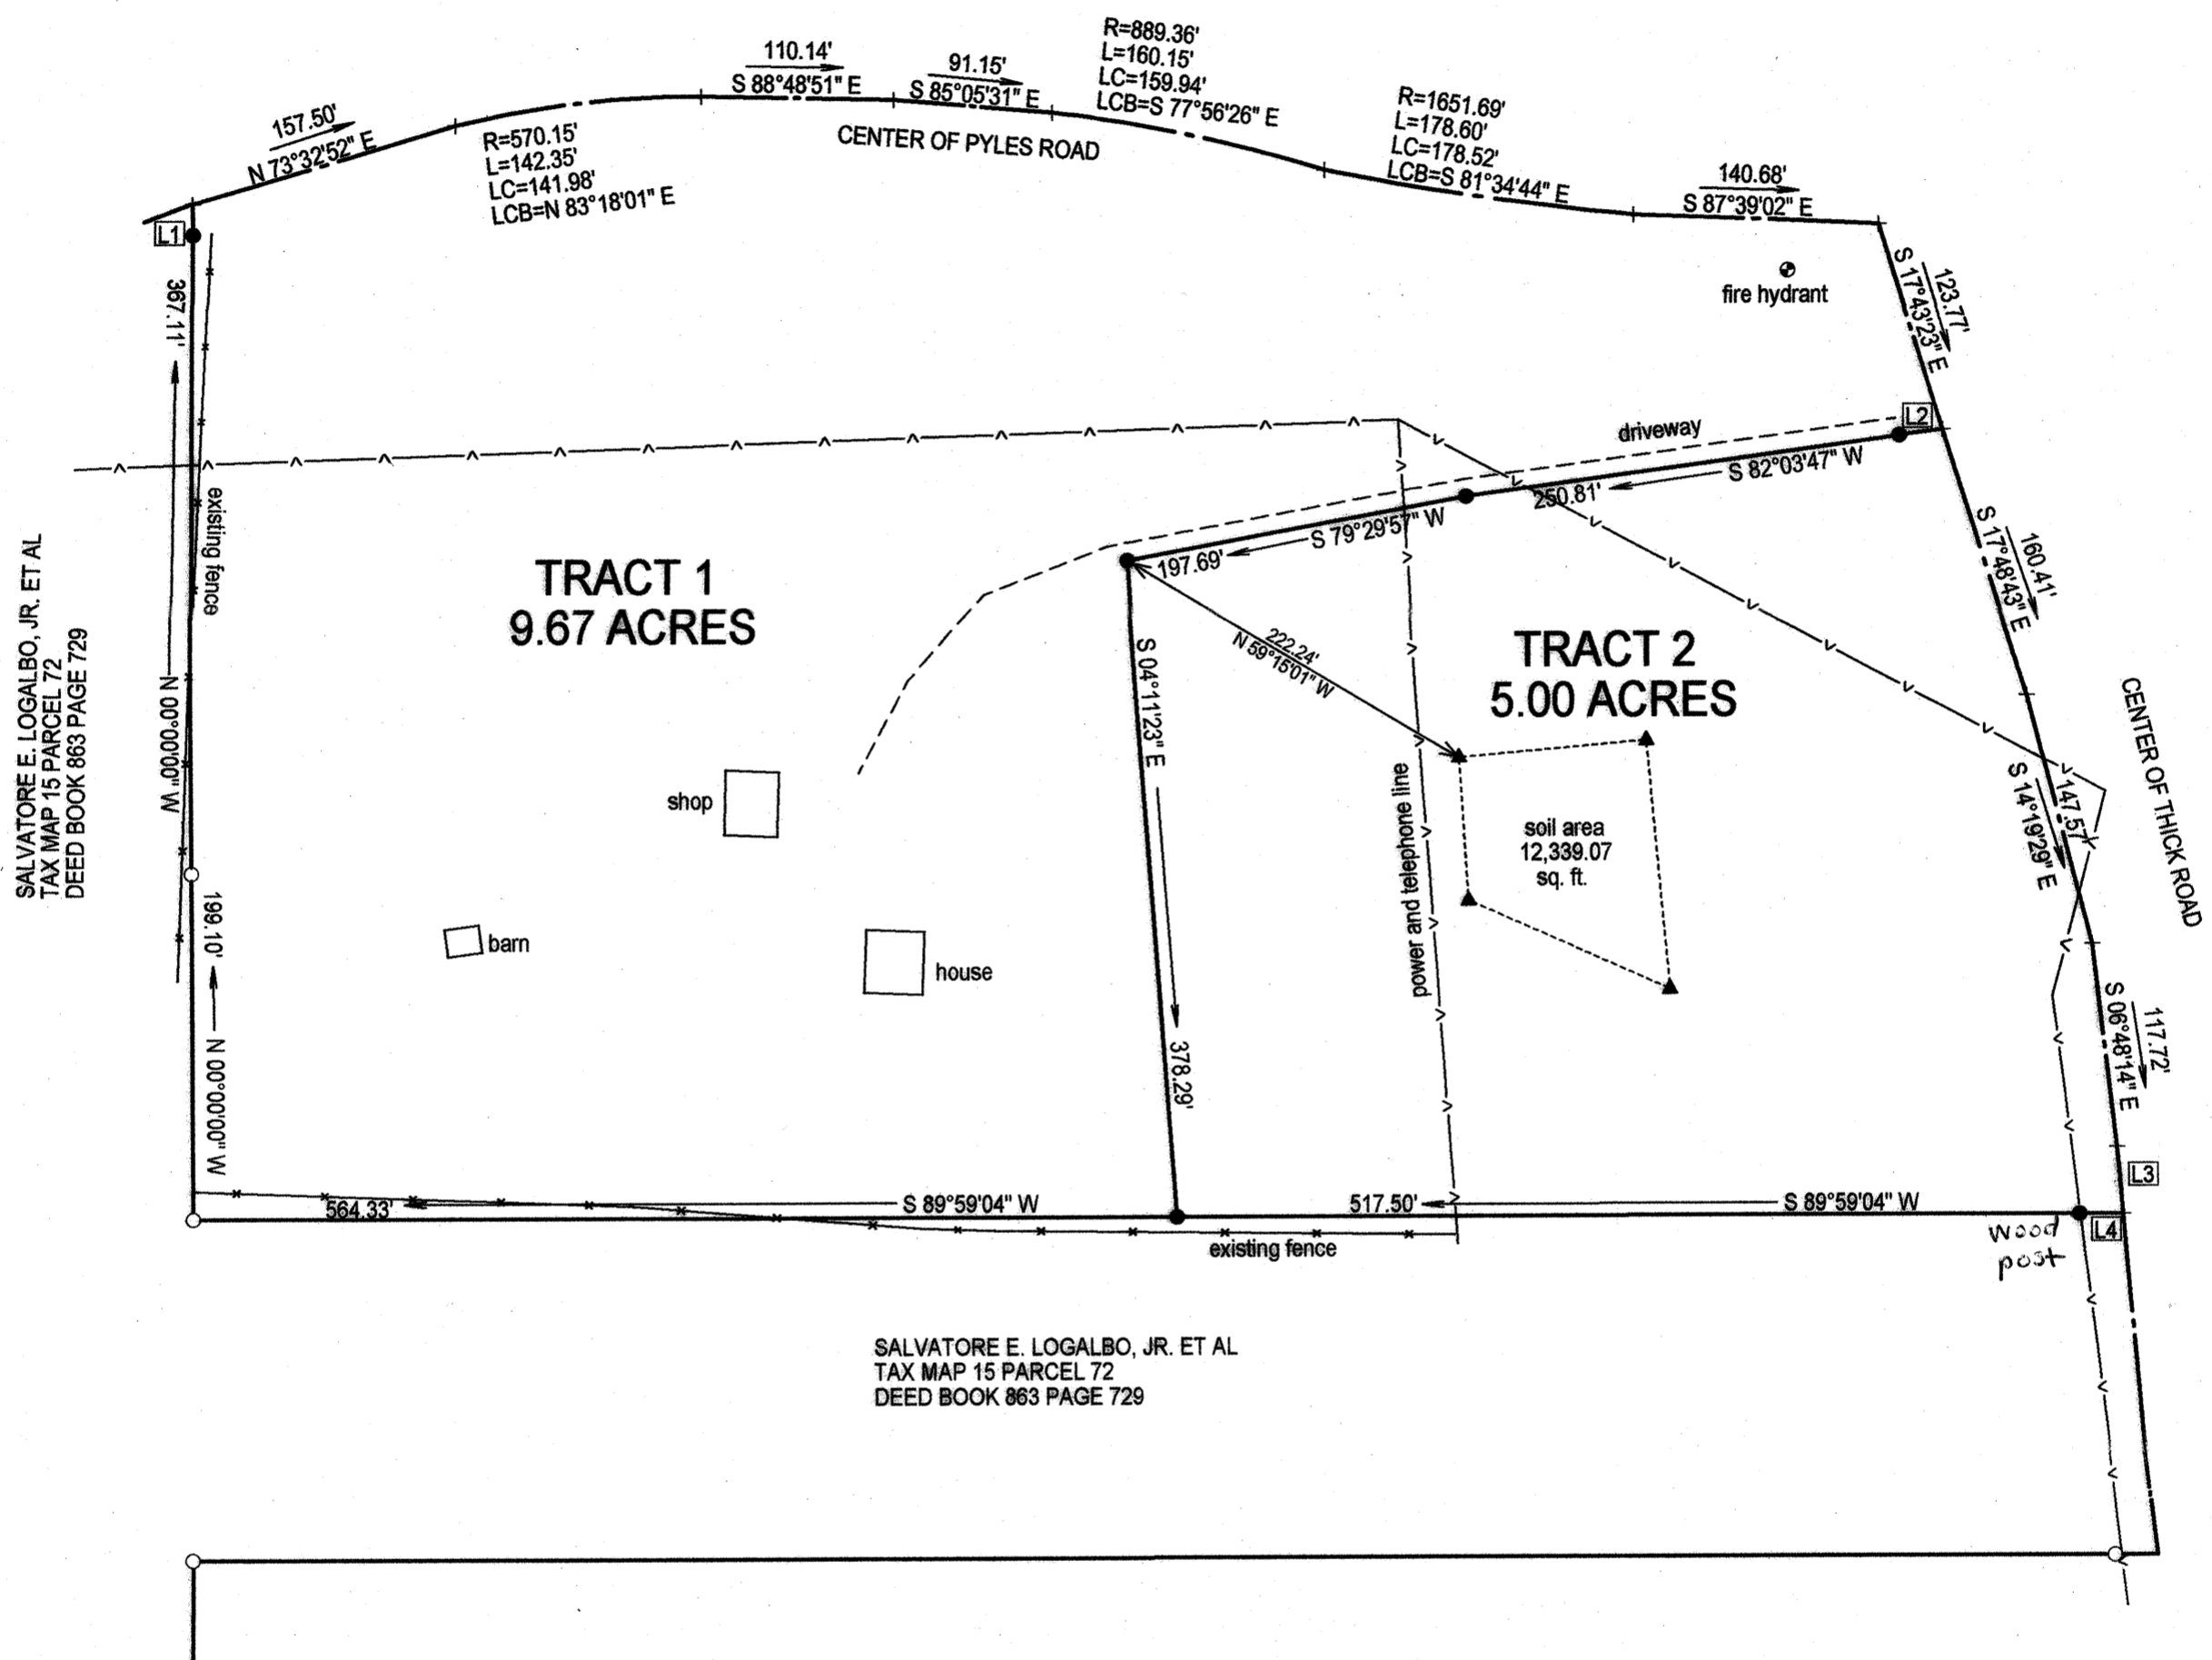 R=889.36'
L=160.15'
LC=159.94'
LCB=S 77°56'26" E
110.14'
S 88°48'51" E
91.15'
S 85°05'31" E
157.50'
N 73°32'52" E
R=570.15'
L=142.35'
LC=141.98'
LCB=N 83°18'01" E
CENTER OF PYLES ROAD
R=1651.69'
L=178.60'
LC=178.52'
LCB=S 81°34'44" E
140.68'
S 87°39'02" E
L1
fire hydrant
123.77'
S 17°43'23" E
367.11'
N 00°00'00" W
existing fence
L2
driveway
S 82°03'47" W
250.81'
S 79°29'57" W
197.69'
SALVATORE E. LOGALBO, JR. ET AL
TAX MAP 15 PARCEL 72
DEED BOOK 863 PAGE 729
TRACT 1
9.67 ACRES
222.24'
N 59°15'01" W
TRACT 2
5.00 ACRES
160.41'
S 17°48'43" E
CENTER OF THICK ROAD
S 04°11'23" E
378.29'
shop
barn
house
power and telephone line
soil area
12,339.07
sq. ft.
147.57'
S 14°19'29" E
199.10'
N 00°00'00" W
117.72'
S 06°48'14" E
L3
564.33'
S 89°59'04" W
517.50'
S 89°59'04" W
existing fence
wood
post
L4
SALVATORE E. LOGALBO, JR. ET AL
TAX MAP 15 PARCEL 72
DEED BOOK 863 PAGE 729